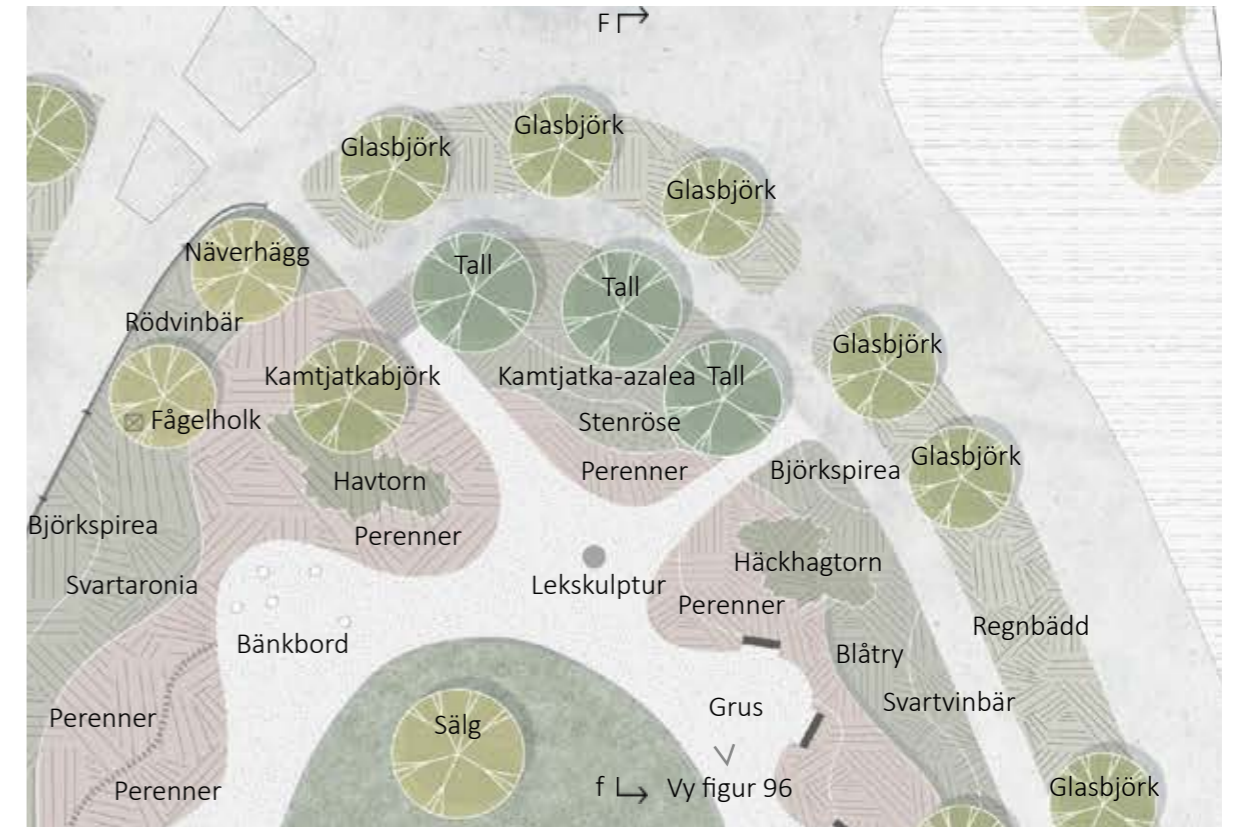 F
Glasbjörk
Glasbjörk
Glasbjörk
Näverhägg
Tall
Tall
Rödvinbär
Glasbjörk
Kamtjatkabjörk
Kamtjatka-azalea
Tall
Fågelholk
Stenröse
Glasbjörk
Perenner
Björkspirea
Havtorn
Björkspirea
Perenner
Häckhagtorn
Svartaronia
Lekskulptur
Perenner
Regnbädd
Bänkbord
Blåtry
Svartvinbär
Perenner
Sälg
Grus
Perenner
f
Vy figur 96
Glasbjörk